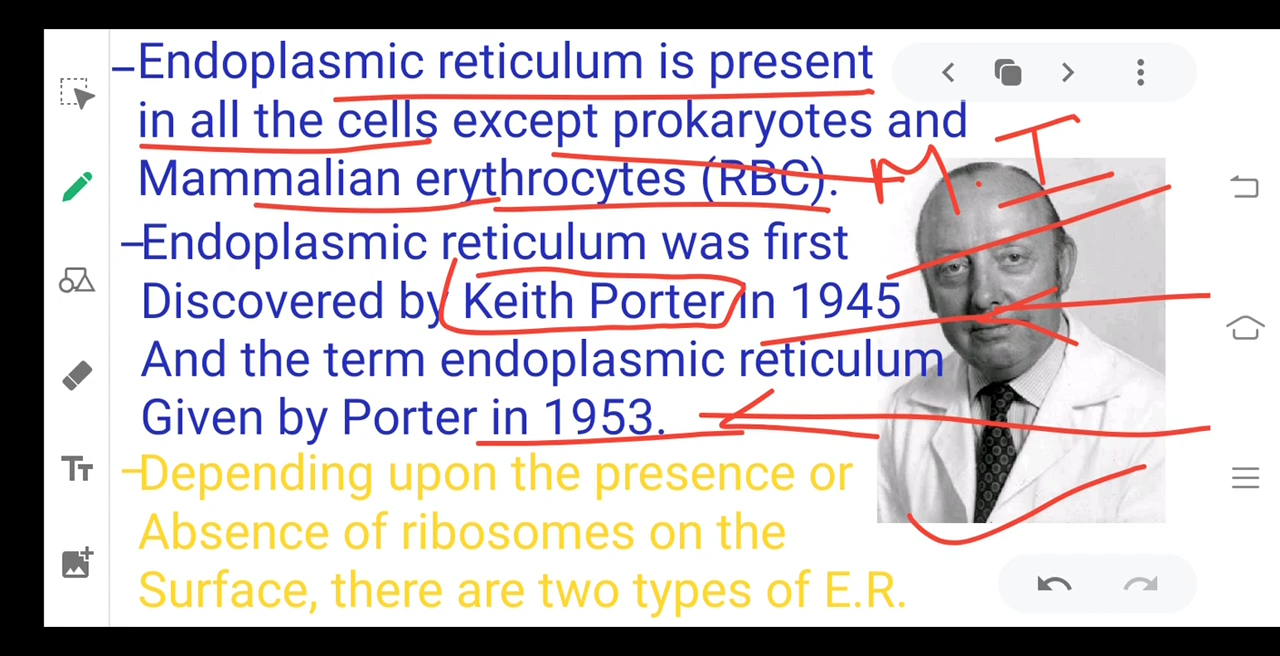 –Endoplasmic reticulum is present
in all the cells except prokaryotes and
Mammalian erythrocytes (RBC).
M.I
–Endoplasmic reticulum was first
Discovered by Keith Porter in 1945
And the term endoplasmic reticulum
Given by Porter in 1953.
–Depending upon the presence or
Absence of ribosomes on the
Surface, there are two types of E.R.
TT